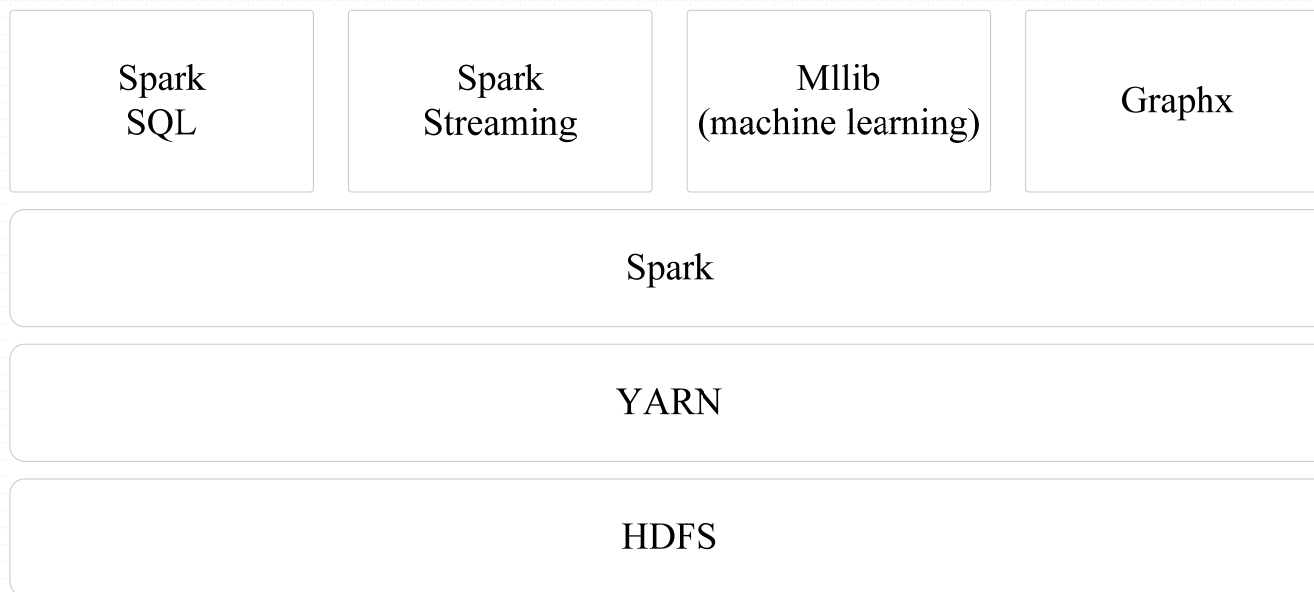 Spark
SQL
Spark
Streaming
Mllib
(machine learning)
Graphx
Spark
YARN
HDFS